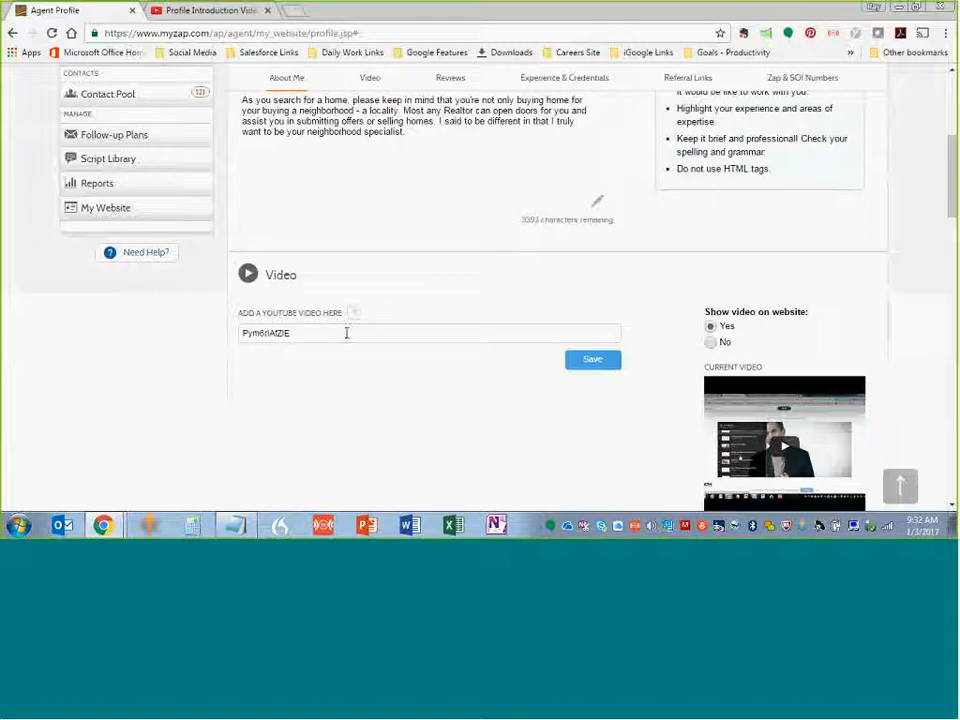 Agent Profile
Profile Introduction Vide
https://www.myzap.com/ap/agent/my_website/profile.jsp#
Apps
Microsoft Office Hom
Social Media
Salesforce Links
Daily Work Links
Google Features
Downloads
Careers Site
iGoogle Links
Goals - Productivity
»
Other bookmarks
CONTACTS
Contact Pool
121
MANAGE
Follow-up Plans
Script Library
Reports
My Website
? Need Help?
About Me
Video
Reviews
Experience & Credentials
Referral Links
Zap & SOI Numbers
As you search for a home, please keep in mind that you're not only buying home for
your buying a neighborhood - a locality. Most any Realtor can open doors for you and
assist you in submitting offers or selling homes. I said to be different in that I truly
want to be your neighborhood specialist.
3393 characters remaining
it would be like to work with you.
• Highlight your experience and areas of
expertise.
• Keep it brief and professional! Check your
spelling and grammar.
• Do not use HTML tags.
Video
ADD A YOUTUBE VIDEO HERE
Save
Show video on website:
Yes
No
CURRENT VIDEO
9:32 AM
1/3/2017